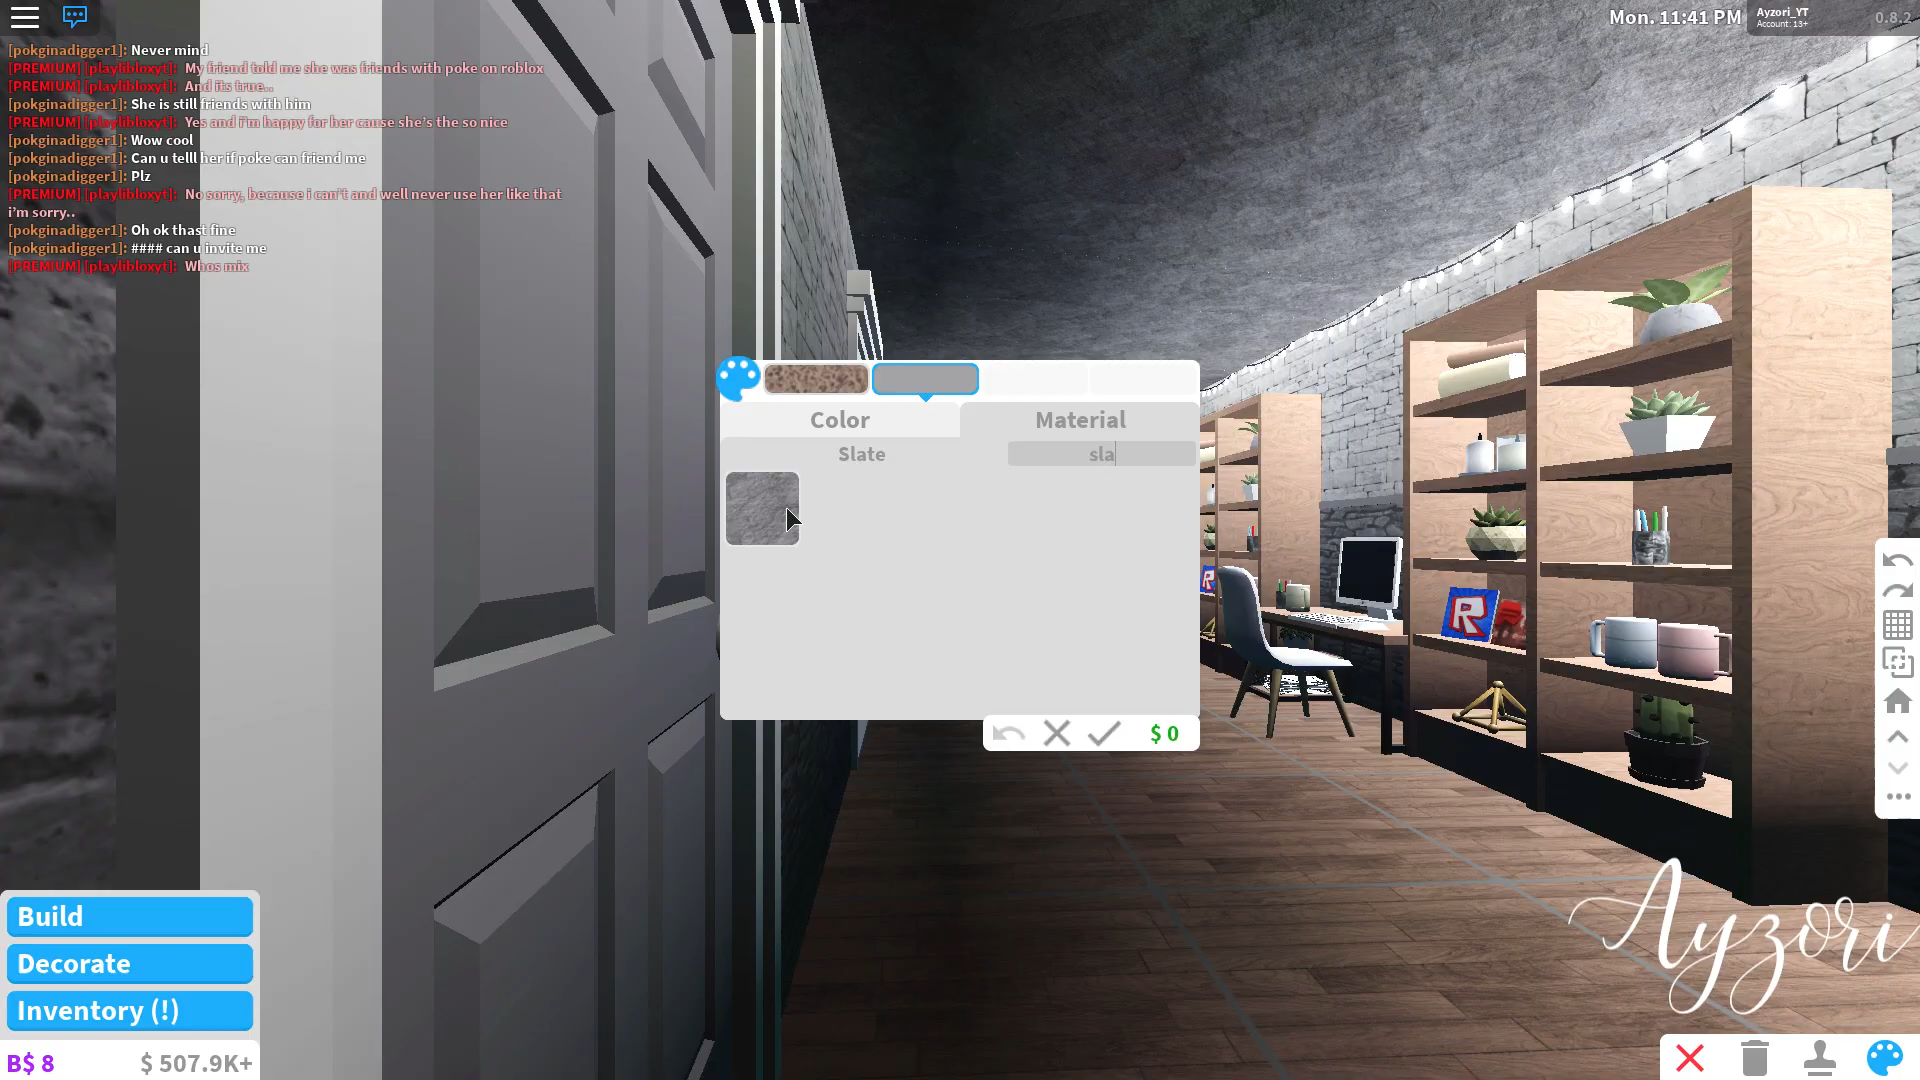 Mon. 11:41 PM
Ayzori_YT
Account: 13+
0.8.2
[pokginadigger1]: Never mind
[PREMIUM] [playlibloxyt]: My friend told me she was friends with poke on roblox
[PREMIUM] [playlibloxyt]: And its true..
[pokginadigger1]: She is still friends with him
[PREMIUM] [playlibloxyt]: Yes and i'm happy for her cause she's the so nice
[pokginadigger1]: Wow cool
[pokginadigger1]: Can u telll her if poke can friend me
[pokginadigger1]: Plz
[PREMIUM] [playlibloxyt]: No sorry, because i can't and well never use her like that
i'm sorry..
[pokginadigger1]: Oh ok thast fine
[pokginadigger1]: #### can u invite me
[PREMIUM] [playlibloxyt]: Whos mix
Color
Material
Slate
sla
$ 0
R
R
Build
Decorate
Inventory (!)
B$ 8
$ 507.9K+
Ayzori